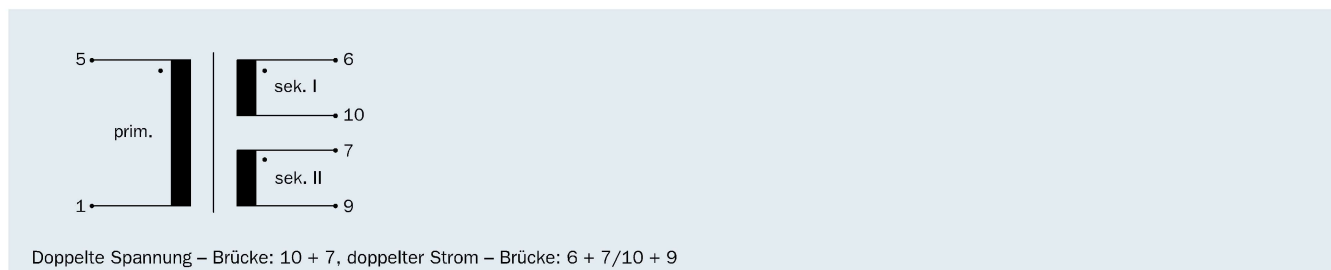 5
6
sek. I
10
prim.
7
sek. II
1
9
Doppelte Spannung – Brücke: 10 + 7, doppelter Strom – Brücke: 6 + 7/10 + 9